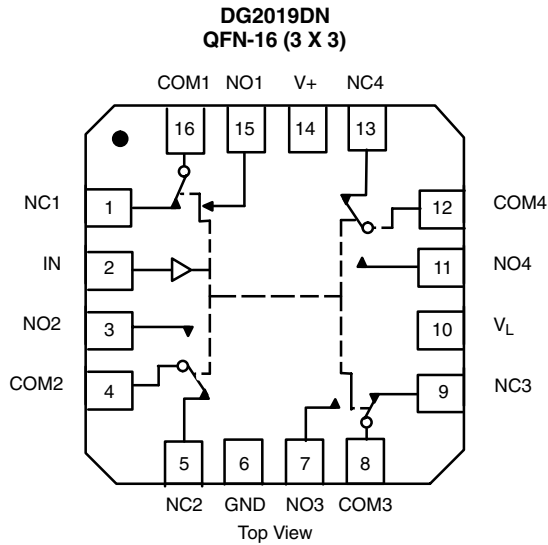 DG2019DN
QFN-16 (3 X 3)
COM1 NO1 V+ NC4
16 15 14 13
NC1 1 12 COM4
IN 2 11 NO4
NO2 3 10 VL
COM2 4 9 NC3
5 6 7 8
NC2 GND NO3 COM3
Top View